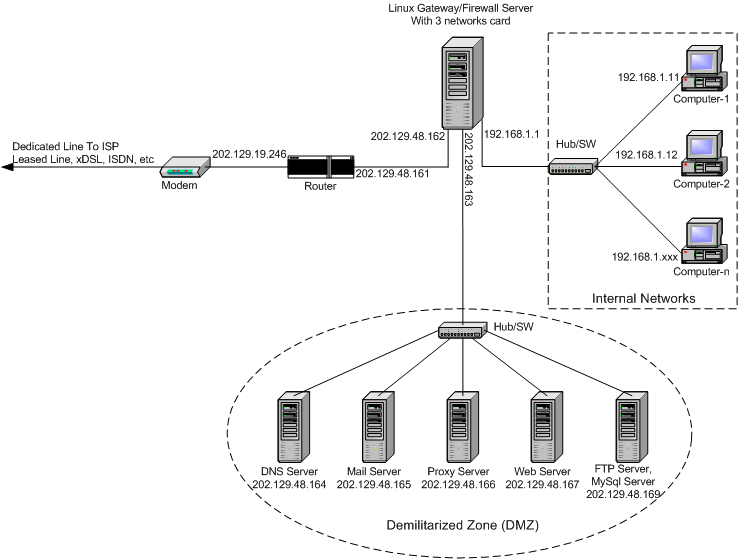 Linux Gateway/Firewall Server
With 3 networks card
202.129.48.162
202.129.48.163
192.168.1.1
Dedicated Line To ISP
Leased Line, xDSL, ISDN, etc
Modem
202.129.19.246
Router
202.129.48.161
Hub/SW
192.168.1.11
Computer-1
192.168.1.12
Computer-2
192.168.1.xxx
Computer-n
Internal Networks
Hub/SW
DNS Server
202.129.48.164
Mail Server
202.129.48.165
Proxy Server
202.129.48.166
Web Server
202.129.48.167
FTP Server,
MySql Server
202.129.48.169
Demilitarized Zone (DMZ)